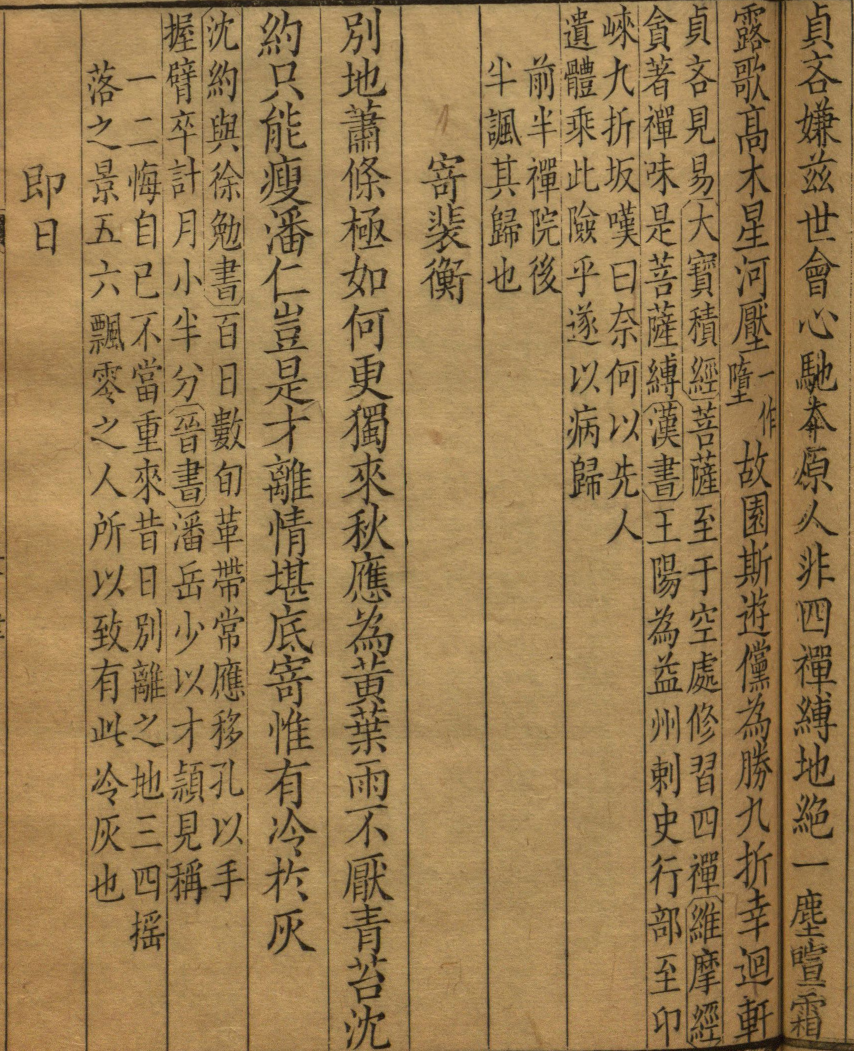 貞吝嫌兹世會心馳本原人非四禪縛地絕一塵暄霜
露歌髙木星河壓一作墮故園斯遊儻為勝九折幸迴軒
貞吝見易大寶積經菩薩至于空處修習四禪維摩經
貪著禪味是菩薩縛漢書王陽為益州刺史行部至卭
崍九折坂嘆曰奈何以先人
遺體乘此險乎遂以病歸
前半禪院後
半諷其歸也
寄裴衡
別地蕭條極如何更獨來秋應為黃葉雨不厭青苔沈
約只能瘦潘仁豈是才離情堪底寄惟有冷於灰
沈約與徐勉書百日數旬革帶常應移孔以手
握臂卒計月小半分晉書潘岳少以才穎見稱
一二悔自已不當重來昔日別離之地三四摇
落之景五六飄零之人所以致有此冷灰也
即日